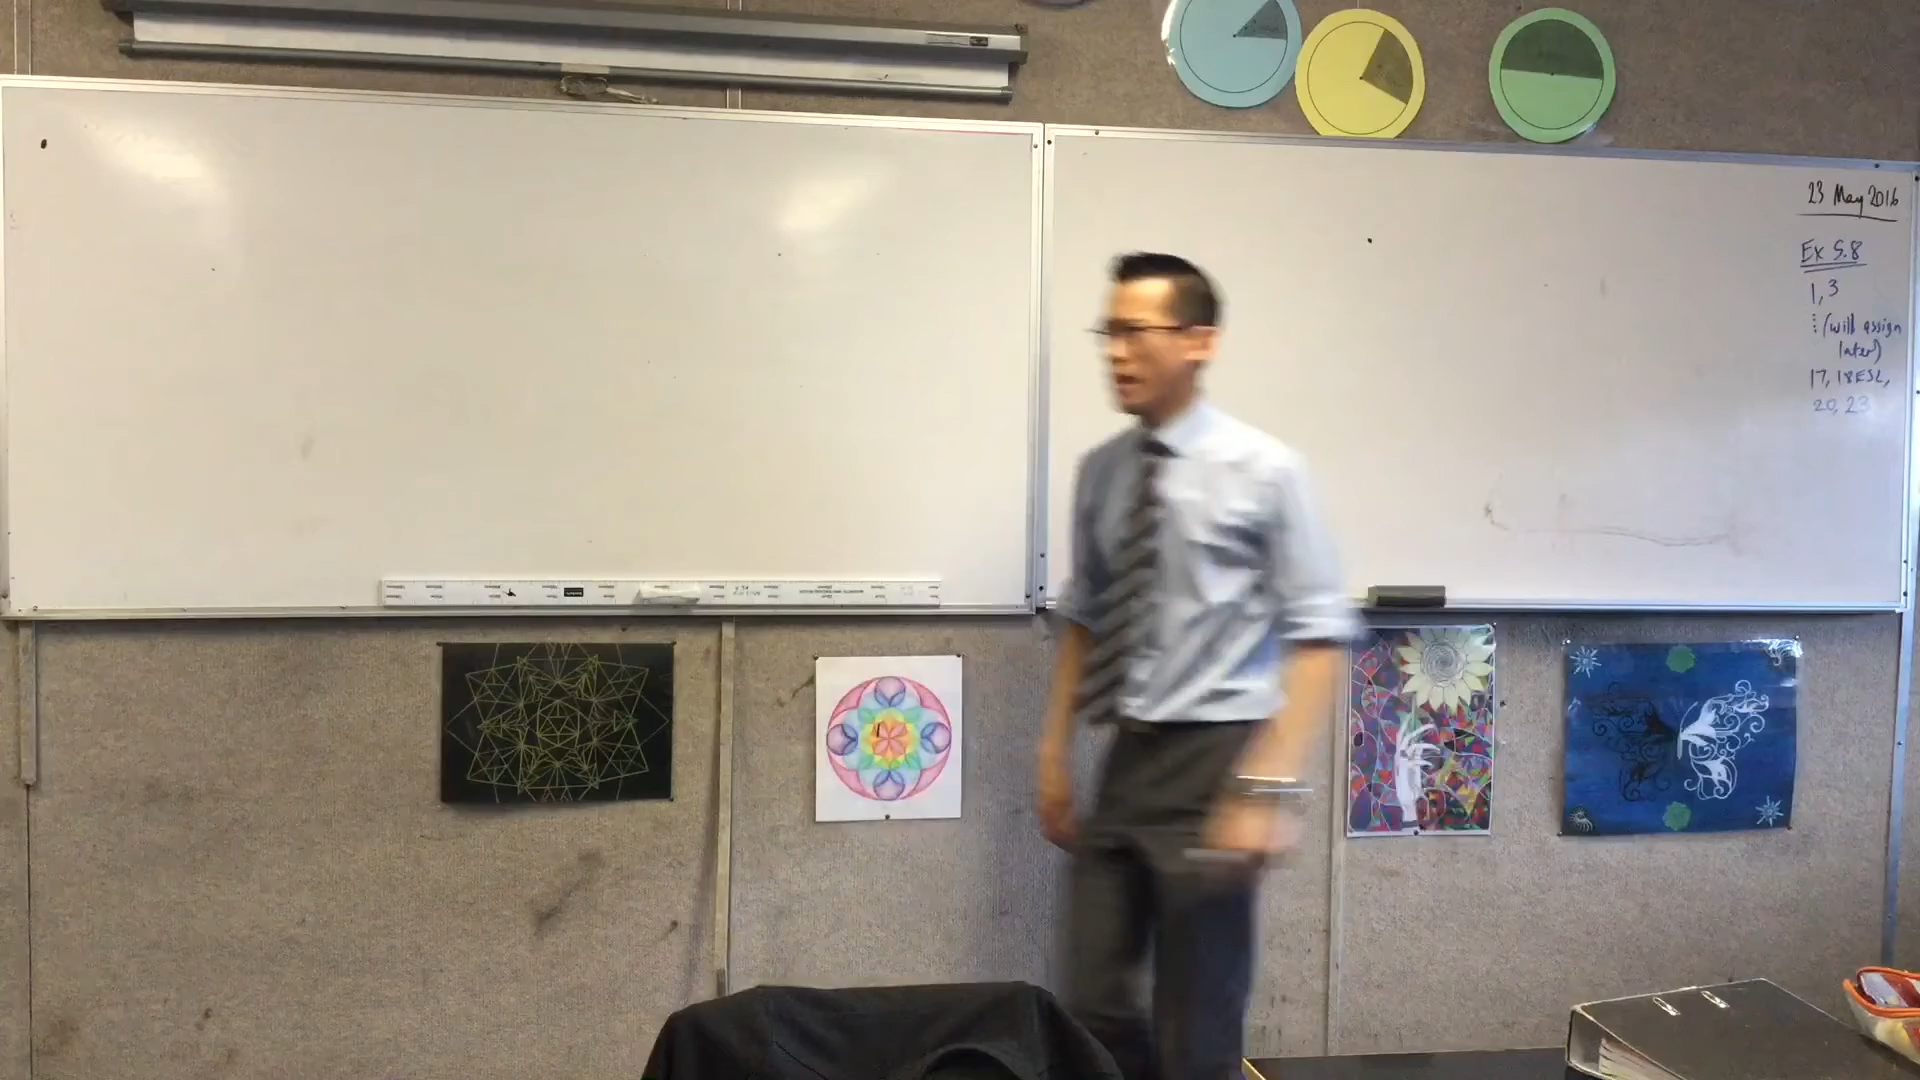 23 May 2016
Ex 5.8
1, 3
⋮ (will assign
later)
17, 18ESL,
20, 23